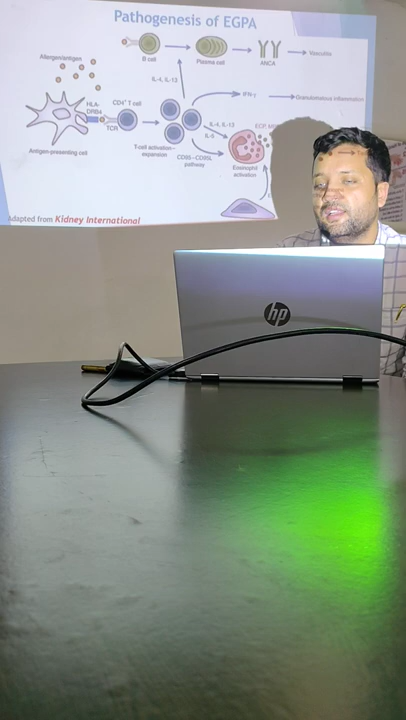 Pathogenesis of EGPA
Allergen/antigen
B cell
Plasma cell
ANCA
Vasculitis
IL-4, IL-13
HLA-
DRB4
CD4⁺ T cell
TCR
IFN-γ
Granulomatous inflammation
IL-4, IL-13
IL-5
Antigen-presenting cell
T-cell activation–
expansion
CD86–CD95L
pathway
Eosinophil
activation
Adapted from Kidney International
hp